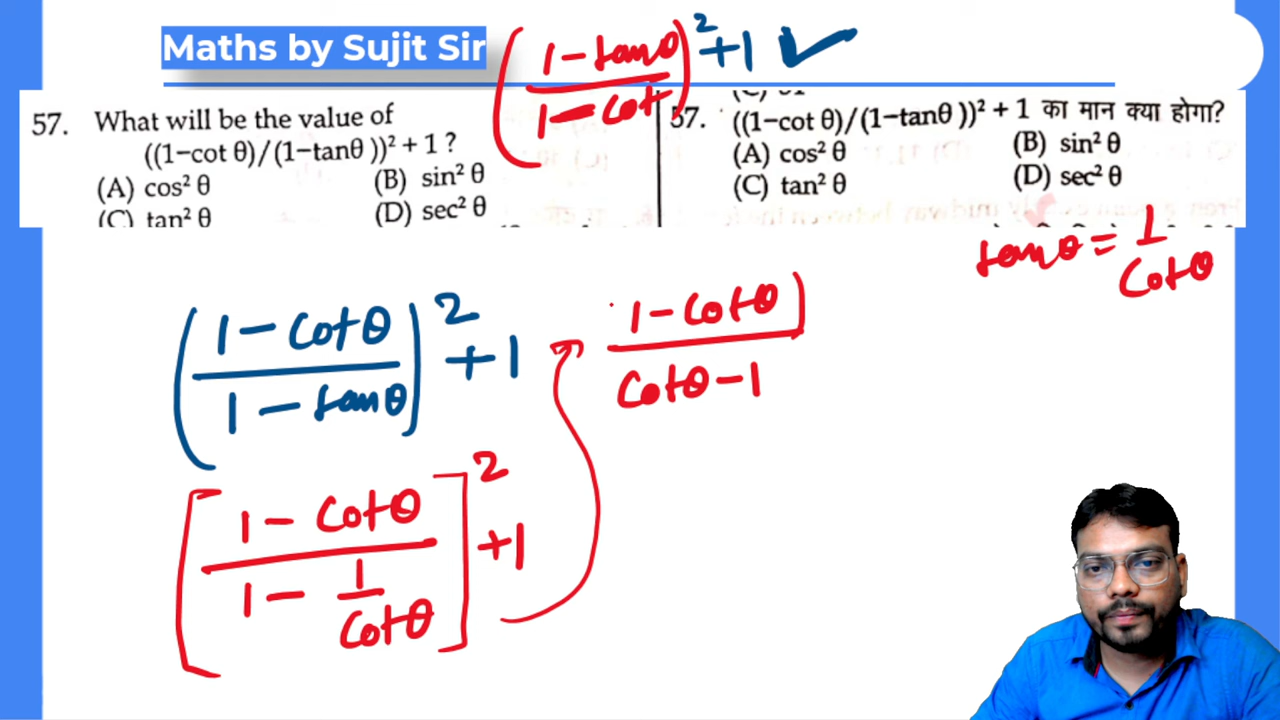 Maths by Sujit Sir
(1 - tanθ / 1 - cot)² + 1 ✓
57. What will be the value of
((1−cot θ)/(1−tanθ ))² + 1 ?
(A) cos² θ (B) sin² θ
(C) tan² θ (D) sec² θ
57. ((1−cot θ)/(1−tanθ ))² + 1 का मान क्या होगा?
(A) cos² θ (B) sin² θ
(C) tan² θ (D) sec² θ
tanθ = 1 / cotθ
(1 - cotθ / 1 - tanθ)² + 1
[1 - cotθ / 1 - 1/cotθ]² + 1
1 - cotθ) / cotθ - 1